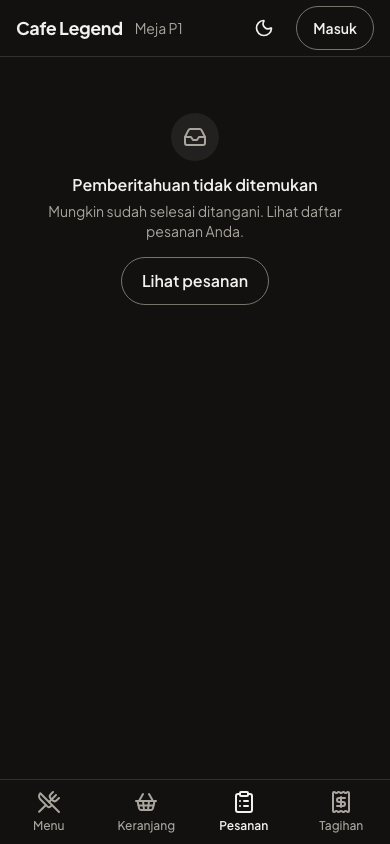 Cafe Legend Meja P1 Masuk
Pemberitahuan tidak ditemukan
Mungkin sudah selesai ditangani. Lihat daftar
pesanan Anda.
Lihat pesanan
Menu Keranjang Pesanan Tagihan